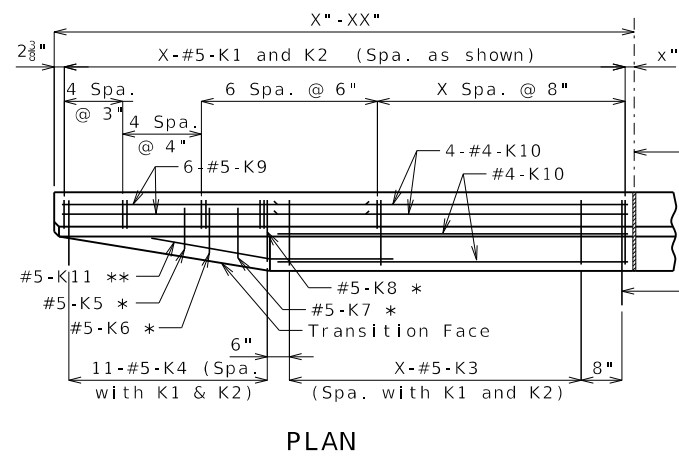 X"-XX"
2⅜"
X-#5-K1 and K2 (Spa. as shown)
x"
4 Spa.
@ 3"
6 Spa. @ 6"
X Spa. @ 8"
4 Spa.
@ 4"
6-#5-K9
4-#4-K10
#4-K10
#5-K11 **
#5-K5 *
#5-K6 *
#5-K8 *
#5-K7 *
Transition Face
6"
11-#5-K4 (Spa.
with K1 & K2)
X-#5-K3
(Spa. with K1 and K2)
8"
PLAN